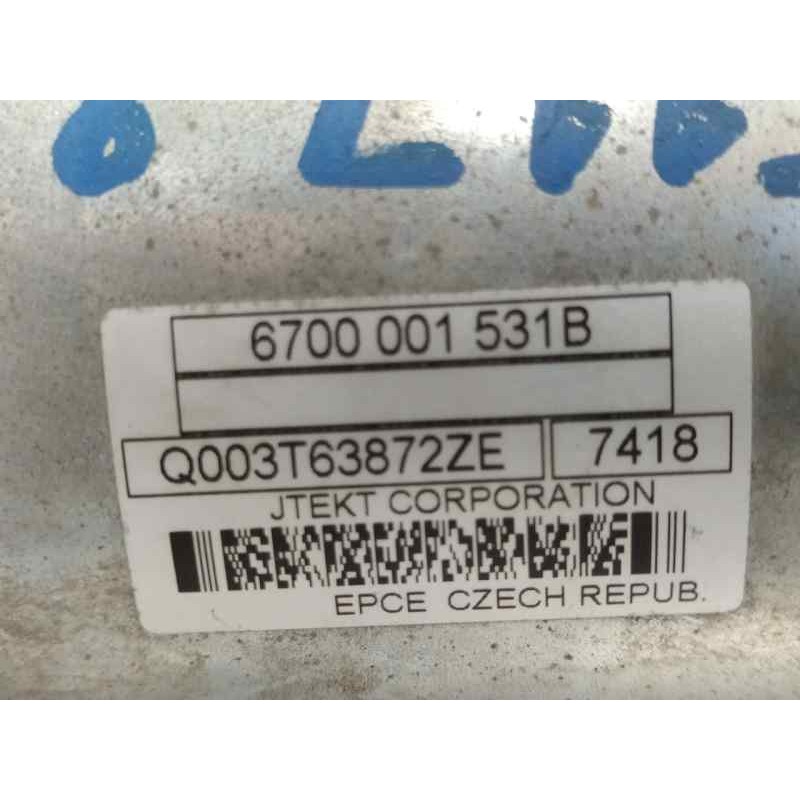 6700 001 531B
Q003T63872ZE 7418
JTEKT CORPORATION
EPCE CZECH REPUB.